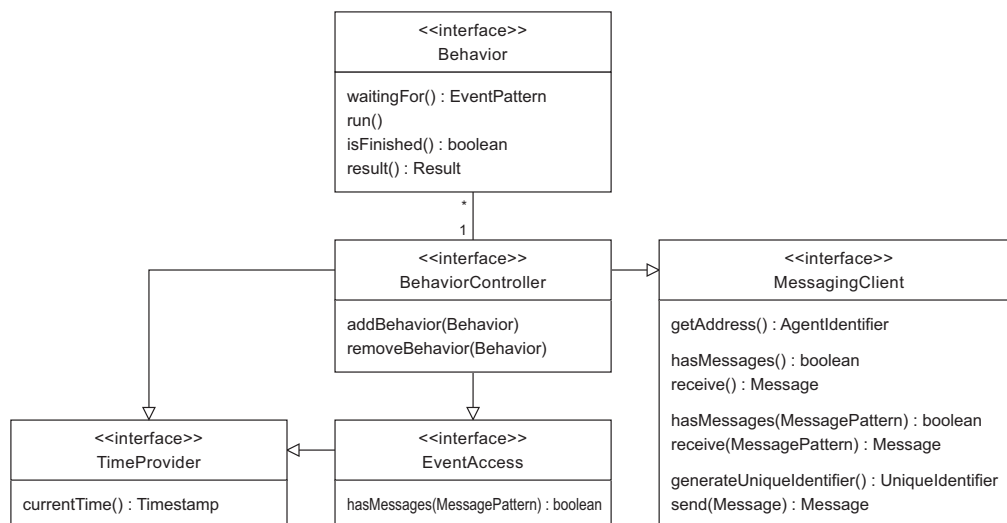 <<interface>>
Behavior
waitingFor() : EventPattern
run()
isFinished() : boolean
result() : Result
*
1
<<interface>>
BehaviorController
addBehavior(Behavior)
removeBehavior(Behavior)
<<interface>>
MessagingClient
getAddress() : AgentIdentifier
hasMessages() : boolean
receive() : Message
hasMessages(MessagePattern) : boolean
receive(MessagePattern) : Message
generateUniqueIdentifier() : UniqueIdentifier
send(Message) : Message
<<interface>>
TimeProvider
currentTime() : Timestamp
<<interface>>
EventAccess
hasMessages(MessagePattern) : boolean